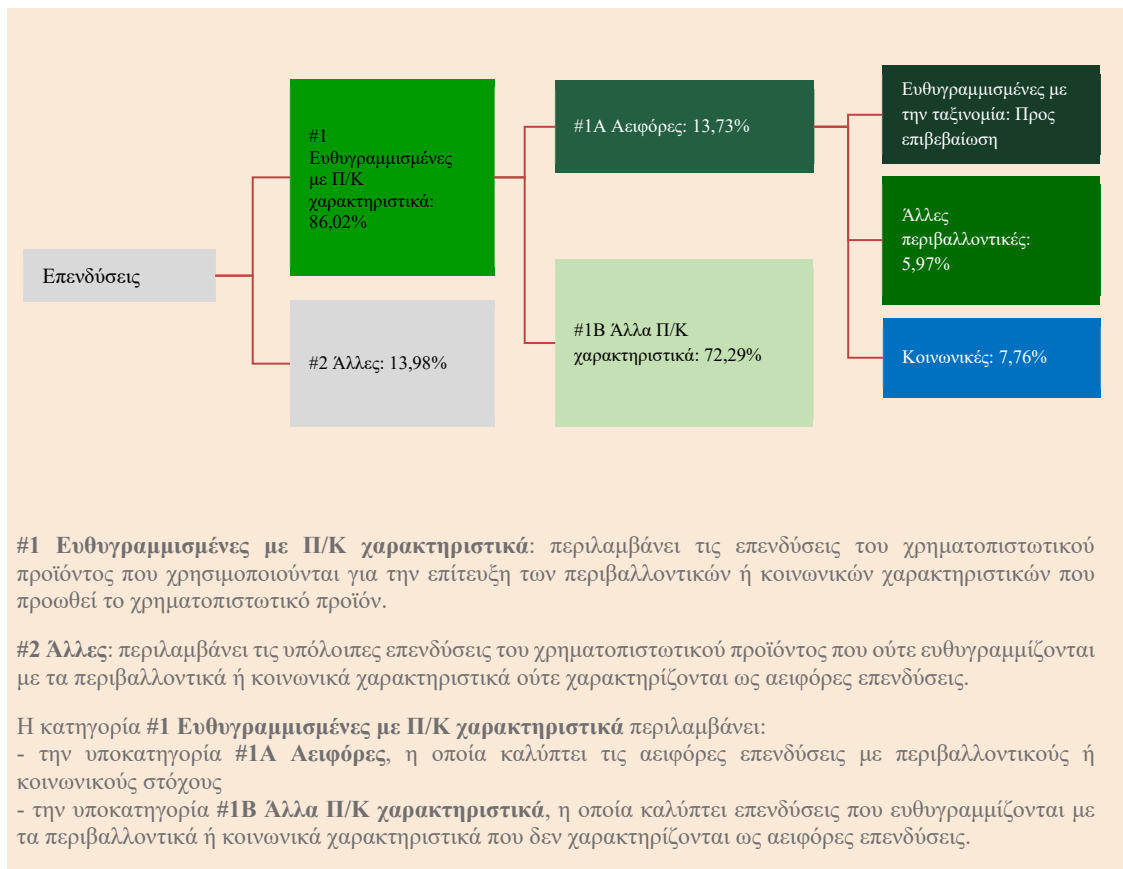 Επενδύσεις
#1
Ευθυγραμμισμένες
με Π/Κ
χαρακτηριστικά:
86,02%
#2 Άλλες: 13,98%
#1Α Αειφόρες: 13,73%
#1Β Άλλα Π/Κ
χαρακτηριστικά: 72,29%
Ευθυγραμμισμένες με
την ταξινομία: Προς
επιβεβαίωση
Άλλες
περιβαλλοντικές:
5,97%
Κοινωνικές: 7,76%
#1 Ευθυγραμμισμένες με Π/Κ χαρακτηριστικά: περιλαμβάνει τις επενδύσεις του χρηματοπιστωτικού
προϊόντος που χρησιμοποιούνται για την επίτευξη των περιβαλλοντικών ή κοινωνικών χαρακτηριστικών που
προωθεί το χρηματοπιστωτικό προϊόν.
#2 Άλλες: περιλαμβάνει τις υπόλοιπες επενδύσεις του χρηματοπιστωτικού προϊόντος που ούτε ευθυγραμμίζονται
με τα περιβαλλοντικά ή κοινωνικά χαρακτηριστικά ούτε χαρακτηρίζονται ως αειφόρες επενδύσεις.
Η κατηγορία #1 Ευθυγραμμισμένες με Π/Κ χαρακτηριστικά περιλαμβάνει:
- την υποκατηγορία #1Α Αειφόρες, η οποία καλύπτει τις αειφόρες επενδύσεις με περιβαλλοντικούς ή
κοινωνικούς στόχους
- την υποκατηγορία #1Β Άλλα Π/Κ χαρακτηριστικά, η οποία καλύπτει επενδύσεις που ευθυγραμμίζονται με
τα περιβαλλοντικά ή κοινωνικά χαρακτηριστικά που δεν χαρακτηρίζονται ως αειφόρες επενδύσεις.